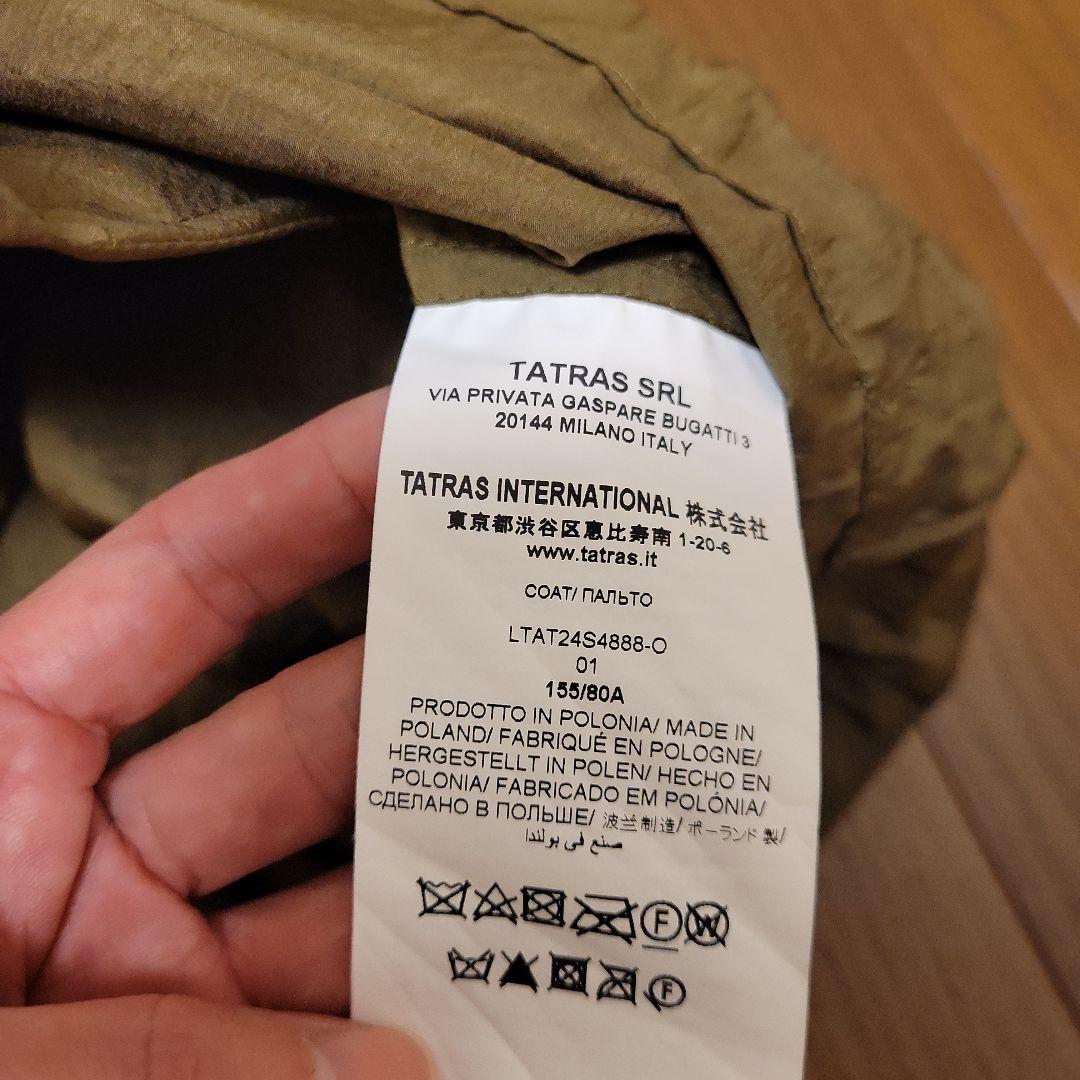 TATRAS SRL
VIA PRIVATA GASPARE BUGATTI 3
20144 MILANO ITALY
TATRAS INTERNATIONAL 株式会社
東京都渋谷区恵比寿南 1-20-6
www.tatras.it
COAT/ ПАЛЬТО
LTAT24S4888-O
01
155/80A
PRODOTTO IN POLONIA/ MADE IN
POLAND/ FABRIQUÉ EN POLOGNE/
HERGESTELLT IN POLEN/ HECHO EN
POLONIA/ FABRICADO EM POLÓNIA/
СДЕЛАНО В ПОЛЬШЕ/ 波兰制造/ ポーランド 製/
صنع في بولندا
F W
F